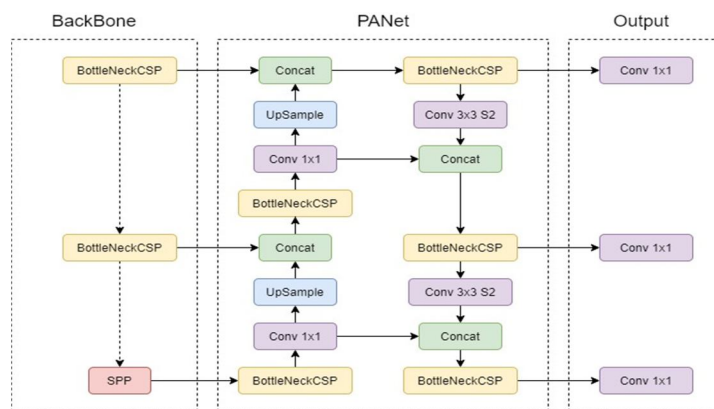 BackBone
PANet
Output
BottleNeckCSP
Concat
BottleNeckCSP
Conv 1x1
UpSample
Conv 3x3 S2
Conv 1x1
Concat
BottleNeckCSP
BottleNeckCSP
Concat
BottleNeckCSP
Conv 1x1
UpSample
Conv 3x3 S2
Conv 1x1
Concat
SPP
BottleNeckCSP
BottleNeckCSP
Conv 1x1